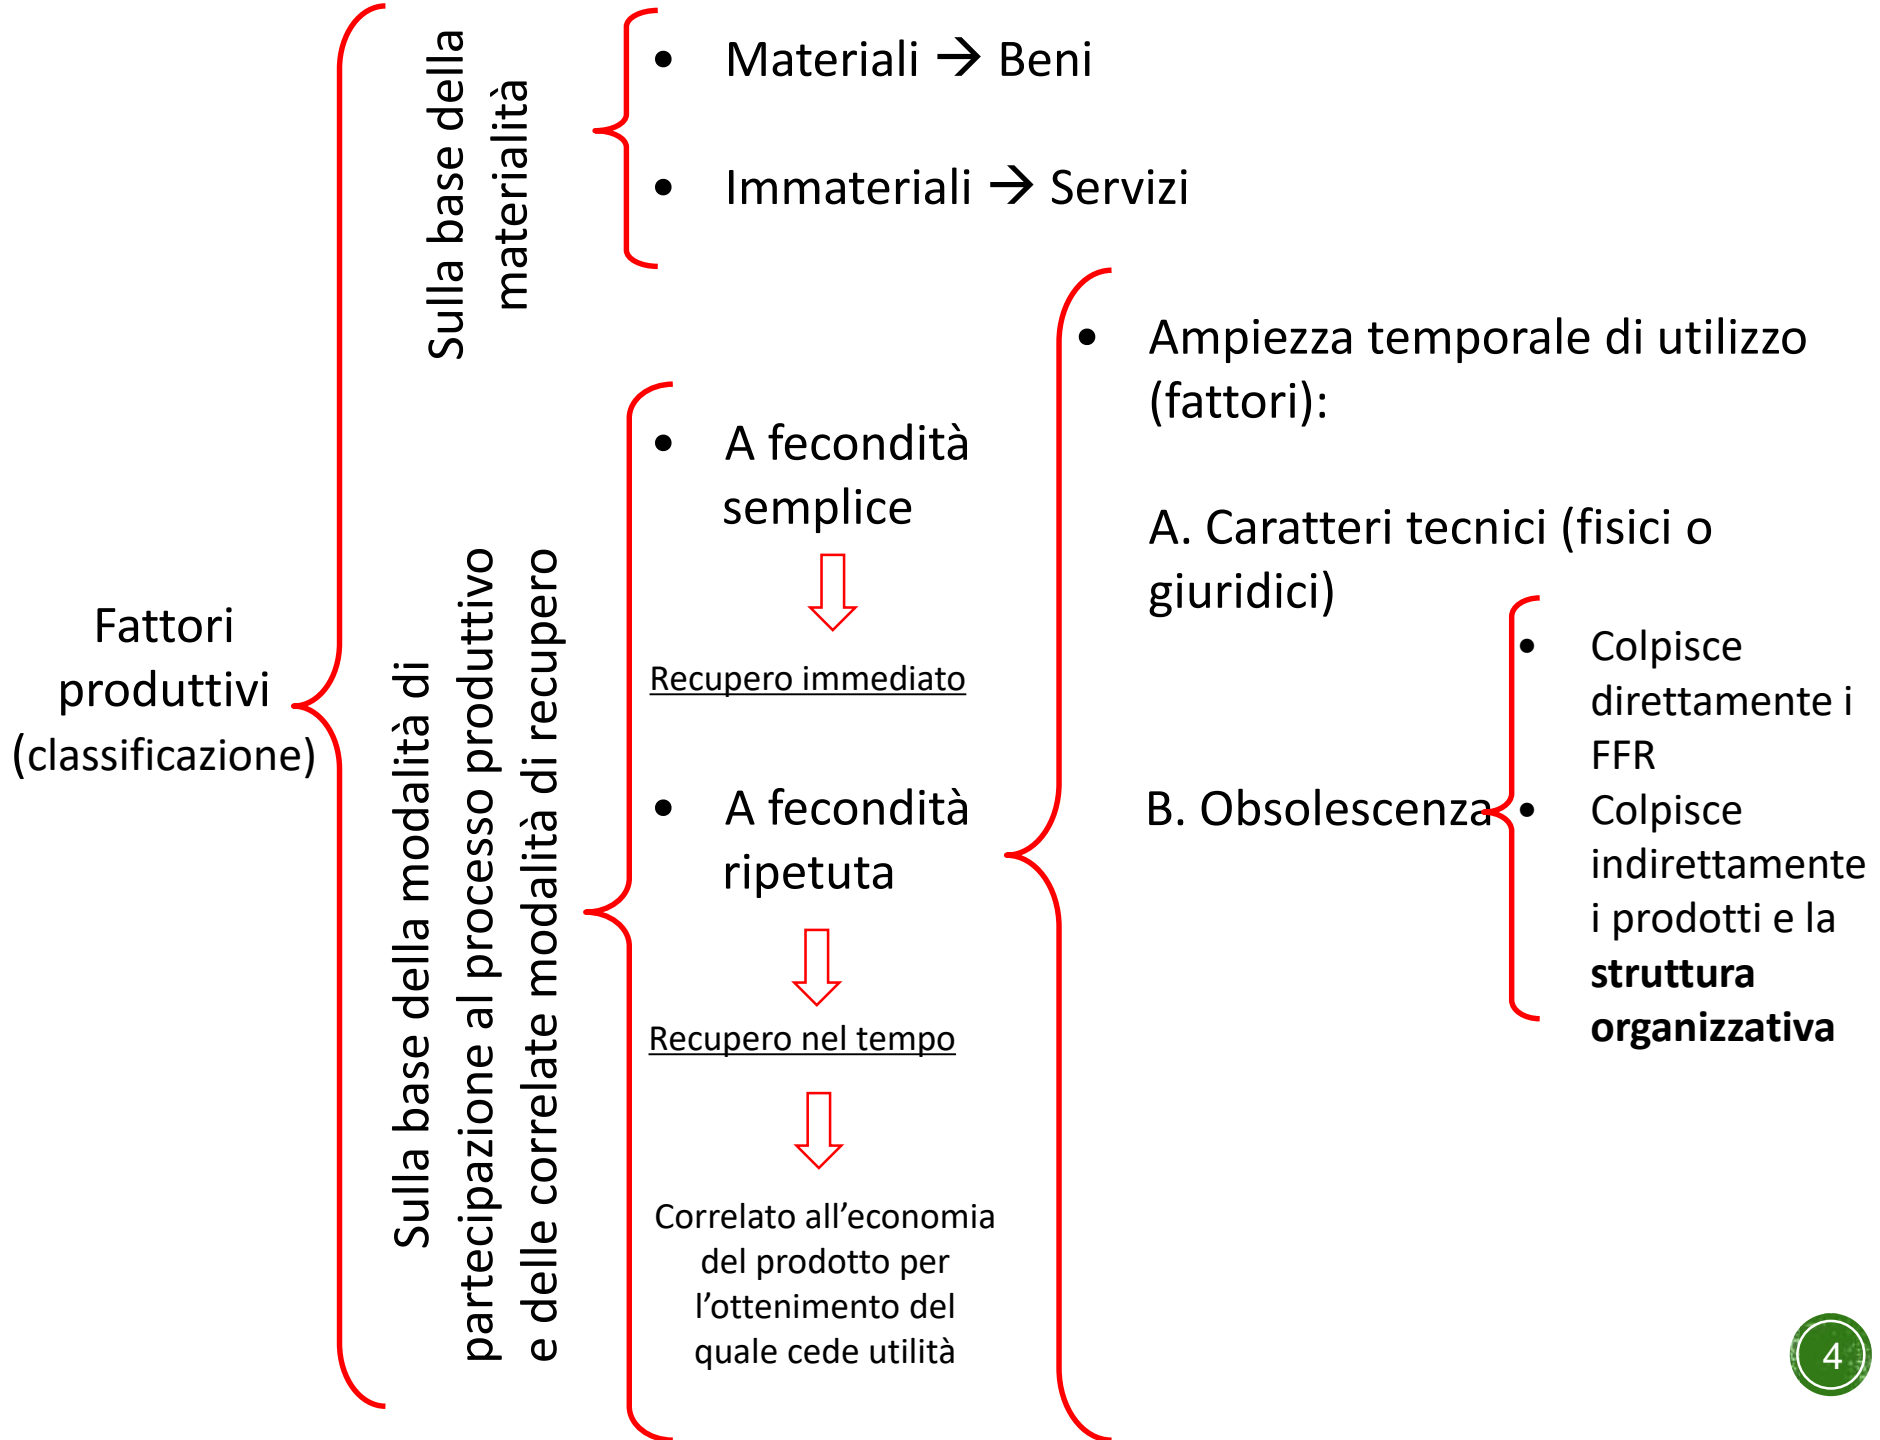 Fattori
produttivi
(classificazione)
Sulla base della
materialità
• Materiali → Beni
• Immateriali → Servizi
Sulla base della modalità di
partecipazione al processo produttivo
e delle correlate modalità di recupero
• A fecondità
semplice
Recupero immediato
• A fecondità
ripetuta
Recupero nel tempo
Correlato all’economia
del prodotto per
l’ottenimento del
quale cede utilità
• Ampiezza temporale di utilizzo
(fattori):
A. Caratteri tecnici (fisici o
giuridici)
B. Obsolescenza
• Colpisce
direttamente i
FFR
• Colpisce
indirettamente
i prodotti e la
struttura
organizzativa
4